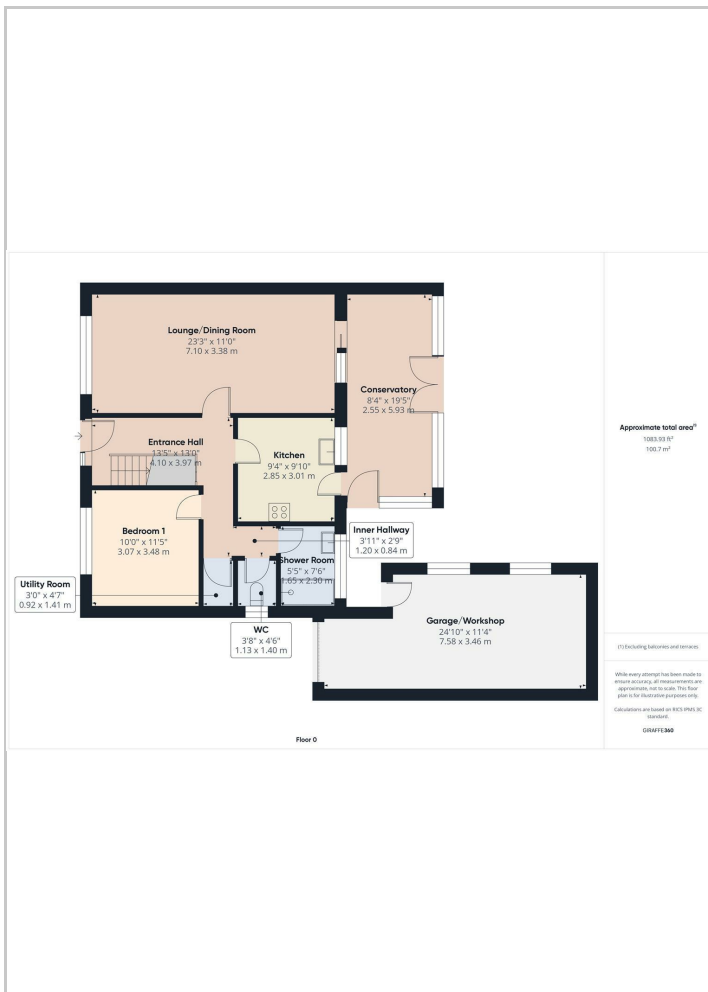 Lounge/Dining Room
23'3" x 11'0"
7.10 x 3.38 m
Conservatory
8'4" x 19'5"
2.55 x 5.93 m
Entrance Hall
13'5" x 13'0"
4.10 x 3.97 m
Kitchen
9'4" x 9'10"
2.85 x 3.01 m
Bedroom 1
10'0" x 11'5"
3.07 x 3.48 m
Inner Hallway
3'11" x 2'9"
1.20 x 0.84 m
Shower Room
5'5" x 7'6"
1.65 x 2.30 m
Utility Room
3'0" x 4'7"
0.92 x 1.41 m
WC
3'8" x 4'6"
1.13 x 1.40 m
Garage/Workshop
24'10" x 11'4"
7.58 x 3.46 m
Floor 0
Approximate total area⁽¹⁾
1083.93 ft²
100.7 m²
(1) Excluding balconies and terraces
While every attempt has been made to
ensure accuracy, all measurements are
approximate, not to scale. This floor
plan is for illustrative purposes only.
Calculations are based on RICS IPMS 3C
standard.
GIRAFFE360